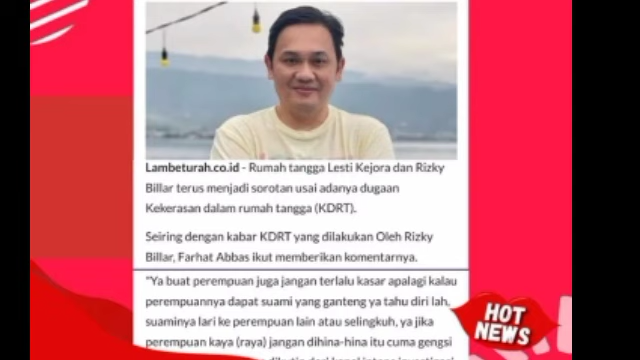 Lambeturah.co.id - Rumah tangga Lesti Kejora dan Rizky
Billar terus menjadi sorotan usai adanya dugaan
Kekerasan dalam rumah tangga (KDRT).
Seiring dengan kabar KDRT yang dilakukan Oleh Rizky
Billar, Farhat Abbas ikut memberikan komentarnya.
"Ya buat perempuan juga jangan terlalu kasar apalagi kalau
perempuannya dapat suami yang ganteng ya tahu diri lah,
suaminya lari ke perempuan lain atau selingkuh, ya jika
perempuan kaya (raya) jangan dihina-hina itu cuma gengsi
HOT
NEWS